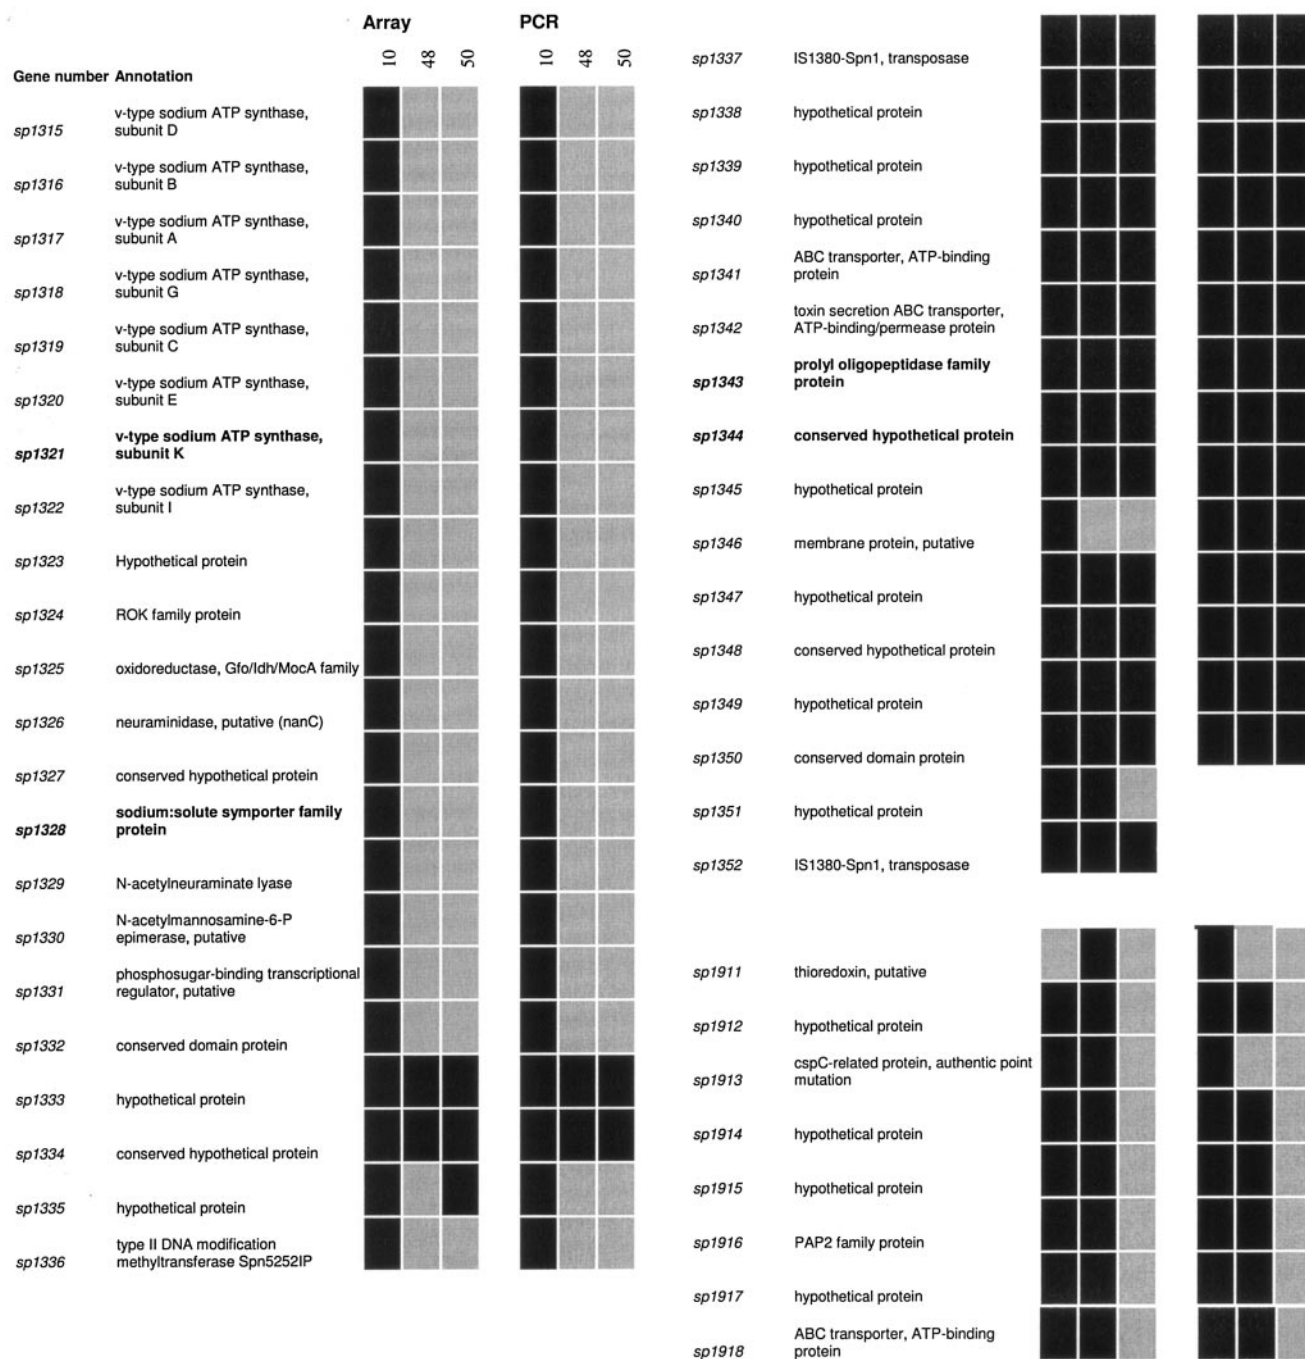 Array PCR
10 48 50 10 48 50
Gene number Annotation
v-type sodium ATP synthase,
sp1315 subunit D
v-type sodium ATP synthase,
sp1316 subunit B
v-type sodium ATP synthase,
sp1317 subunit A
v-type sodium ATP synthase,
sp1318 subunit G
v-type sodium ATP synthase,
sp1319 subunit C
v-type sodium ATP synthase,
sp1320 subunit E
v-type sodium ATP synthase,
sp1321 subunit K
v-type sodium ATP synthase,
sp1322 subunit I
sp1323 Hypothetical protein
sp1324 ROK family protein
sp1325 oxidoreductase, Gfo/Idh/MocA family
sp1326 neuraminidase, putative (nanC)
sp1327 conserved hypothetical protein
sodium:solute symporter family
sp1328 protein
sp1329 N-acetylneuraminate lyase
N-acetylmannosamine-6-P
sp1330 epimerase, putative
phosphosugar-binding transcriptional
sp1331 regulator, putative
sp1332 conserved domain protein
sp1333 hypothetical protein
sp1334 conserved hypothetical protein
sp1335 hypothetical protein
type II DNA modification
sp1336 methyltransferase Spn5252IP
sp1337 IS1380-Spn1, transposase
sp1338 hypothetical protein
sp1339 hypothetical protein
sp1340 hypothetical protein
ABC transporter, ATP-binding
sp1341 protein
toxin secretion ABC transporter,
sp1342 ATP-binding/permease protein
prolyl oligopeptidase family
sp1343 protein
sp1344 conserved hypothetical protein
sp1345 hypothetical protein
sp1346 membrane protein, putative
sp1347 hypothetical protein
sp1348 conserved hypothetical protein
sp1349 hypothetical protein
sp1350 conserved domain protein
sp1351 hypothetical protein
sp1352 IS1380-Spn1, transposase
sp1911 thioredoxin, putative
sp1912 hypothetical protein
cspC-related protein, authentic point
sp1913 mutation
sp1914 hypothetical protein
sp1915 hypothetical protein
sp1916 PAP2 family protein
sp1917 hypothetical protein
ABC transporter, ATP-binding
sp1918 protein